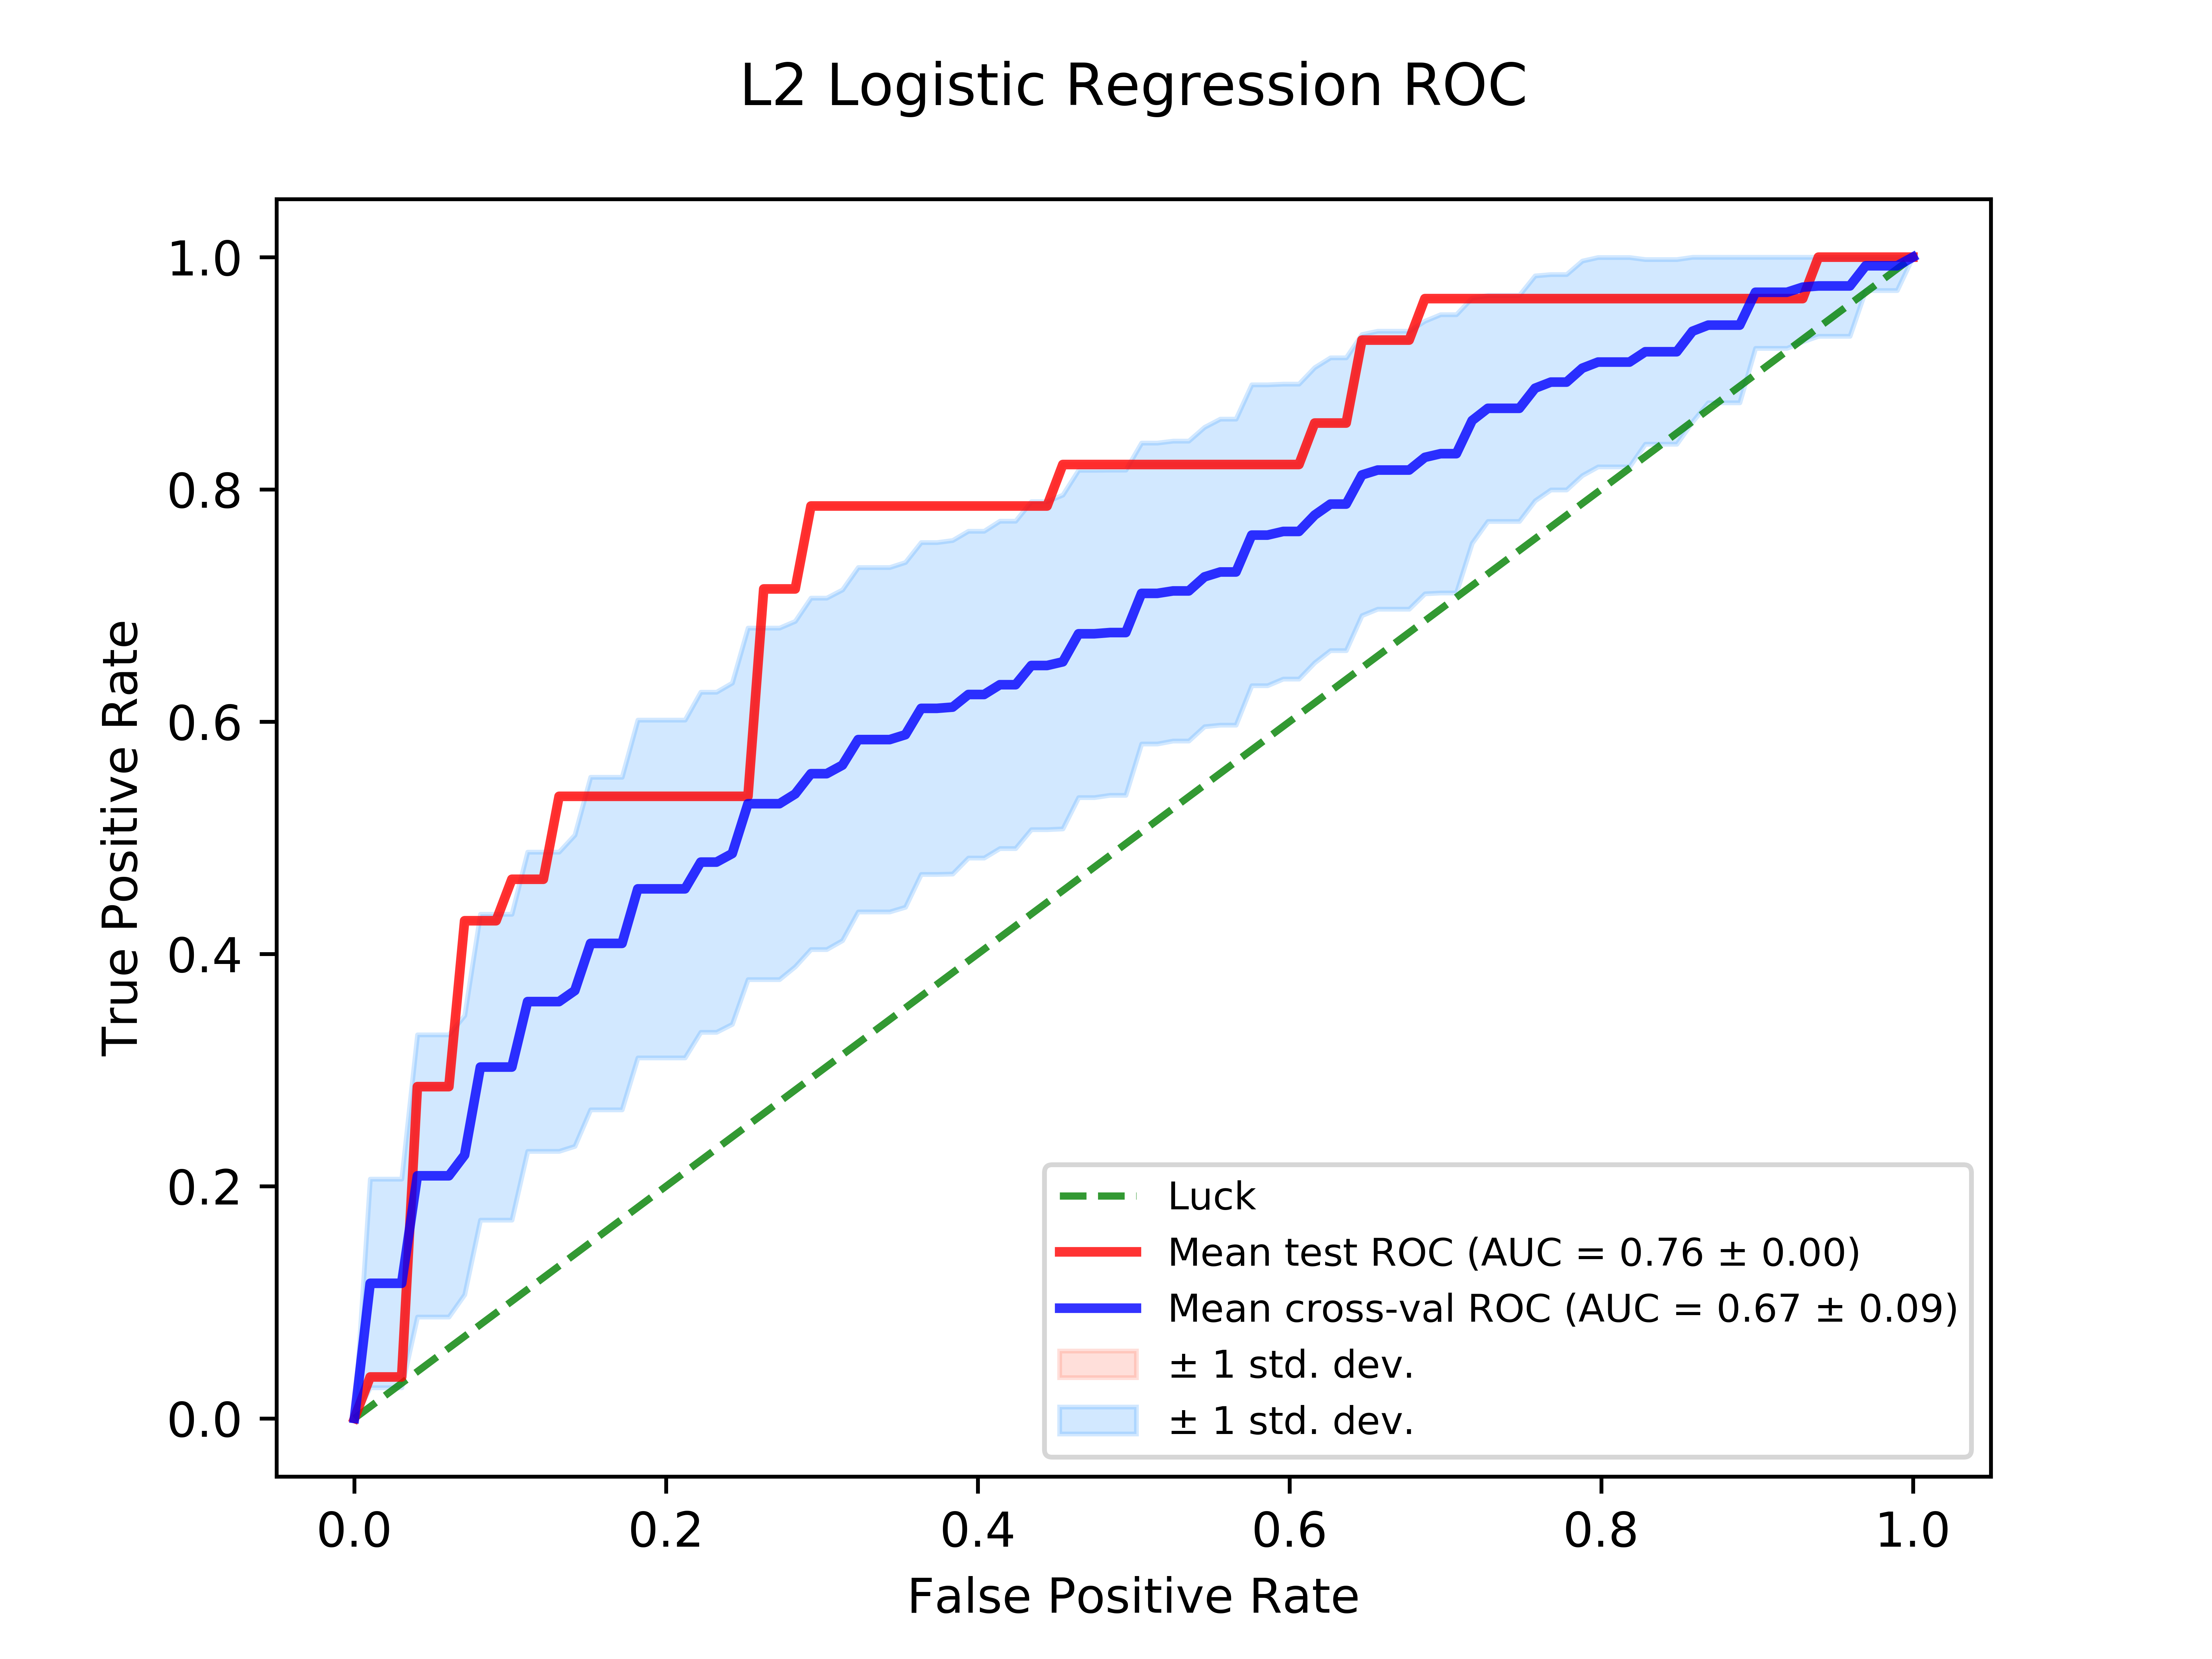 L2 Logistic Regression ROC
True Positive Rate
1.0
0.8
0.6
0.4
0.2
0.0
Luck
Mean test ROC (AUC = 0.76 ± 0.00)
Mean cross-val ROC (AUC = 0.67 ± 0.09)
± 1 std. dev.
± 1 std. dev.
0.0 0.2 0.4 0.6 0.8 1.0
False Positive Rate